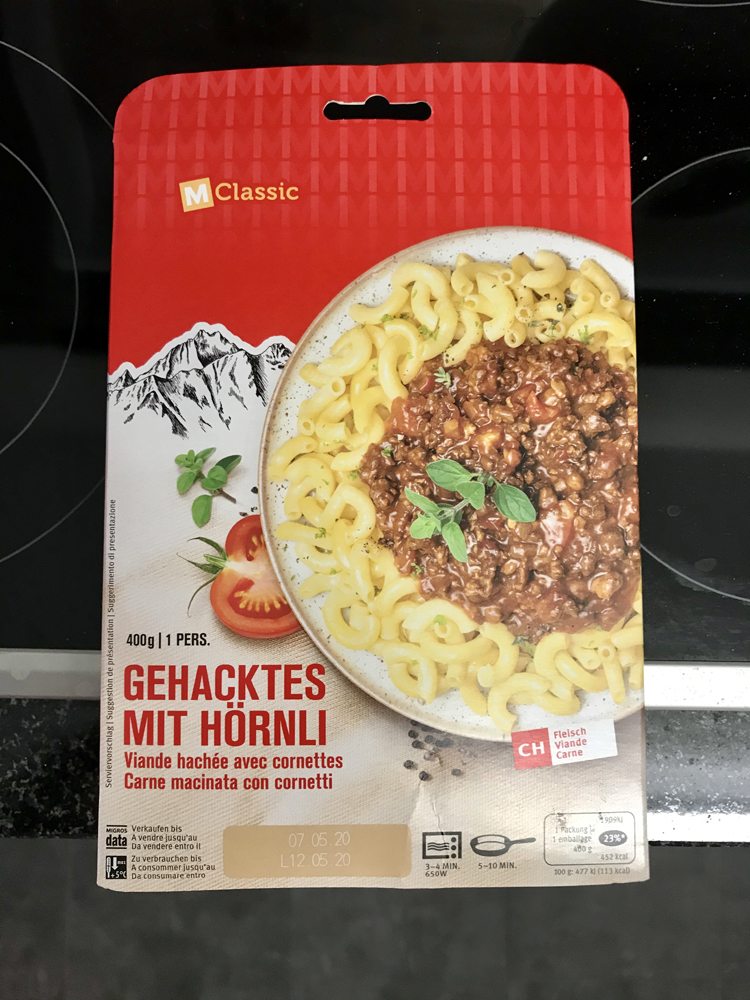 M Classic
Serviervorschlag | Suggestion de présentation | Suggerimento di presentazione
400g | 1 PERS.
GEHACKTES
MIT HÖRNLI
Viande hachée avec cornettes
Carne macinata con cornetti
CH
Fleisch
Viande
Carne
MIGROS
data
Verkaufen bis
A vendre jusqu'au
Da vendere entro il
Zu verbrauchen bis
A consommer jusqu'au
Da consumare entro
+5°C
07 05 20
L12 05 20
3–4 MIN.
650W
5–10 MIN.
1 Packung
1 emballage
400 g
1909kJ
23%*
452 kcal
100 g: 477 kJ (113 kcal)